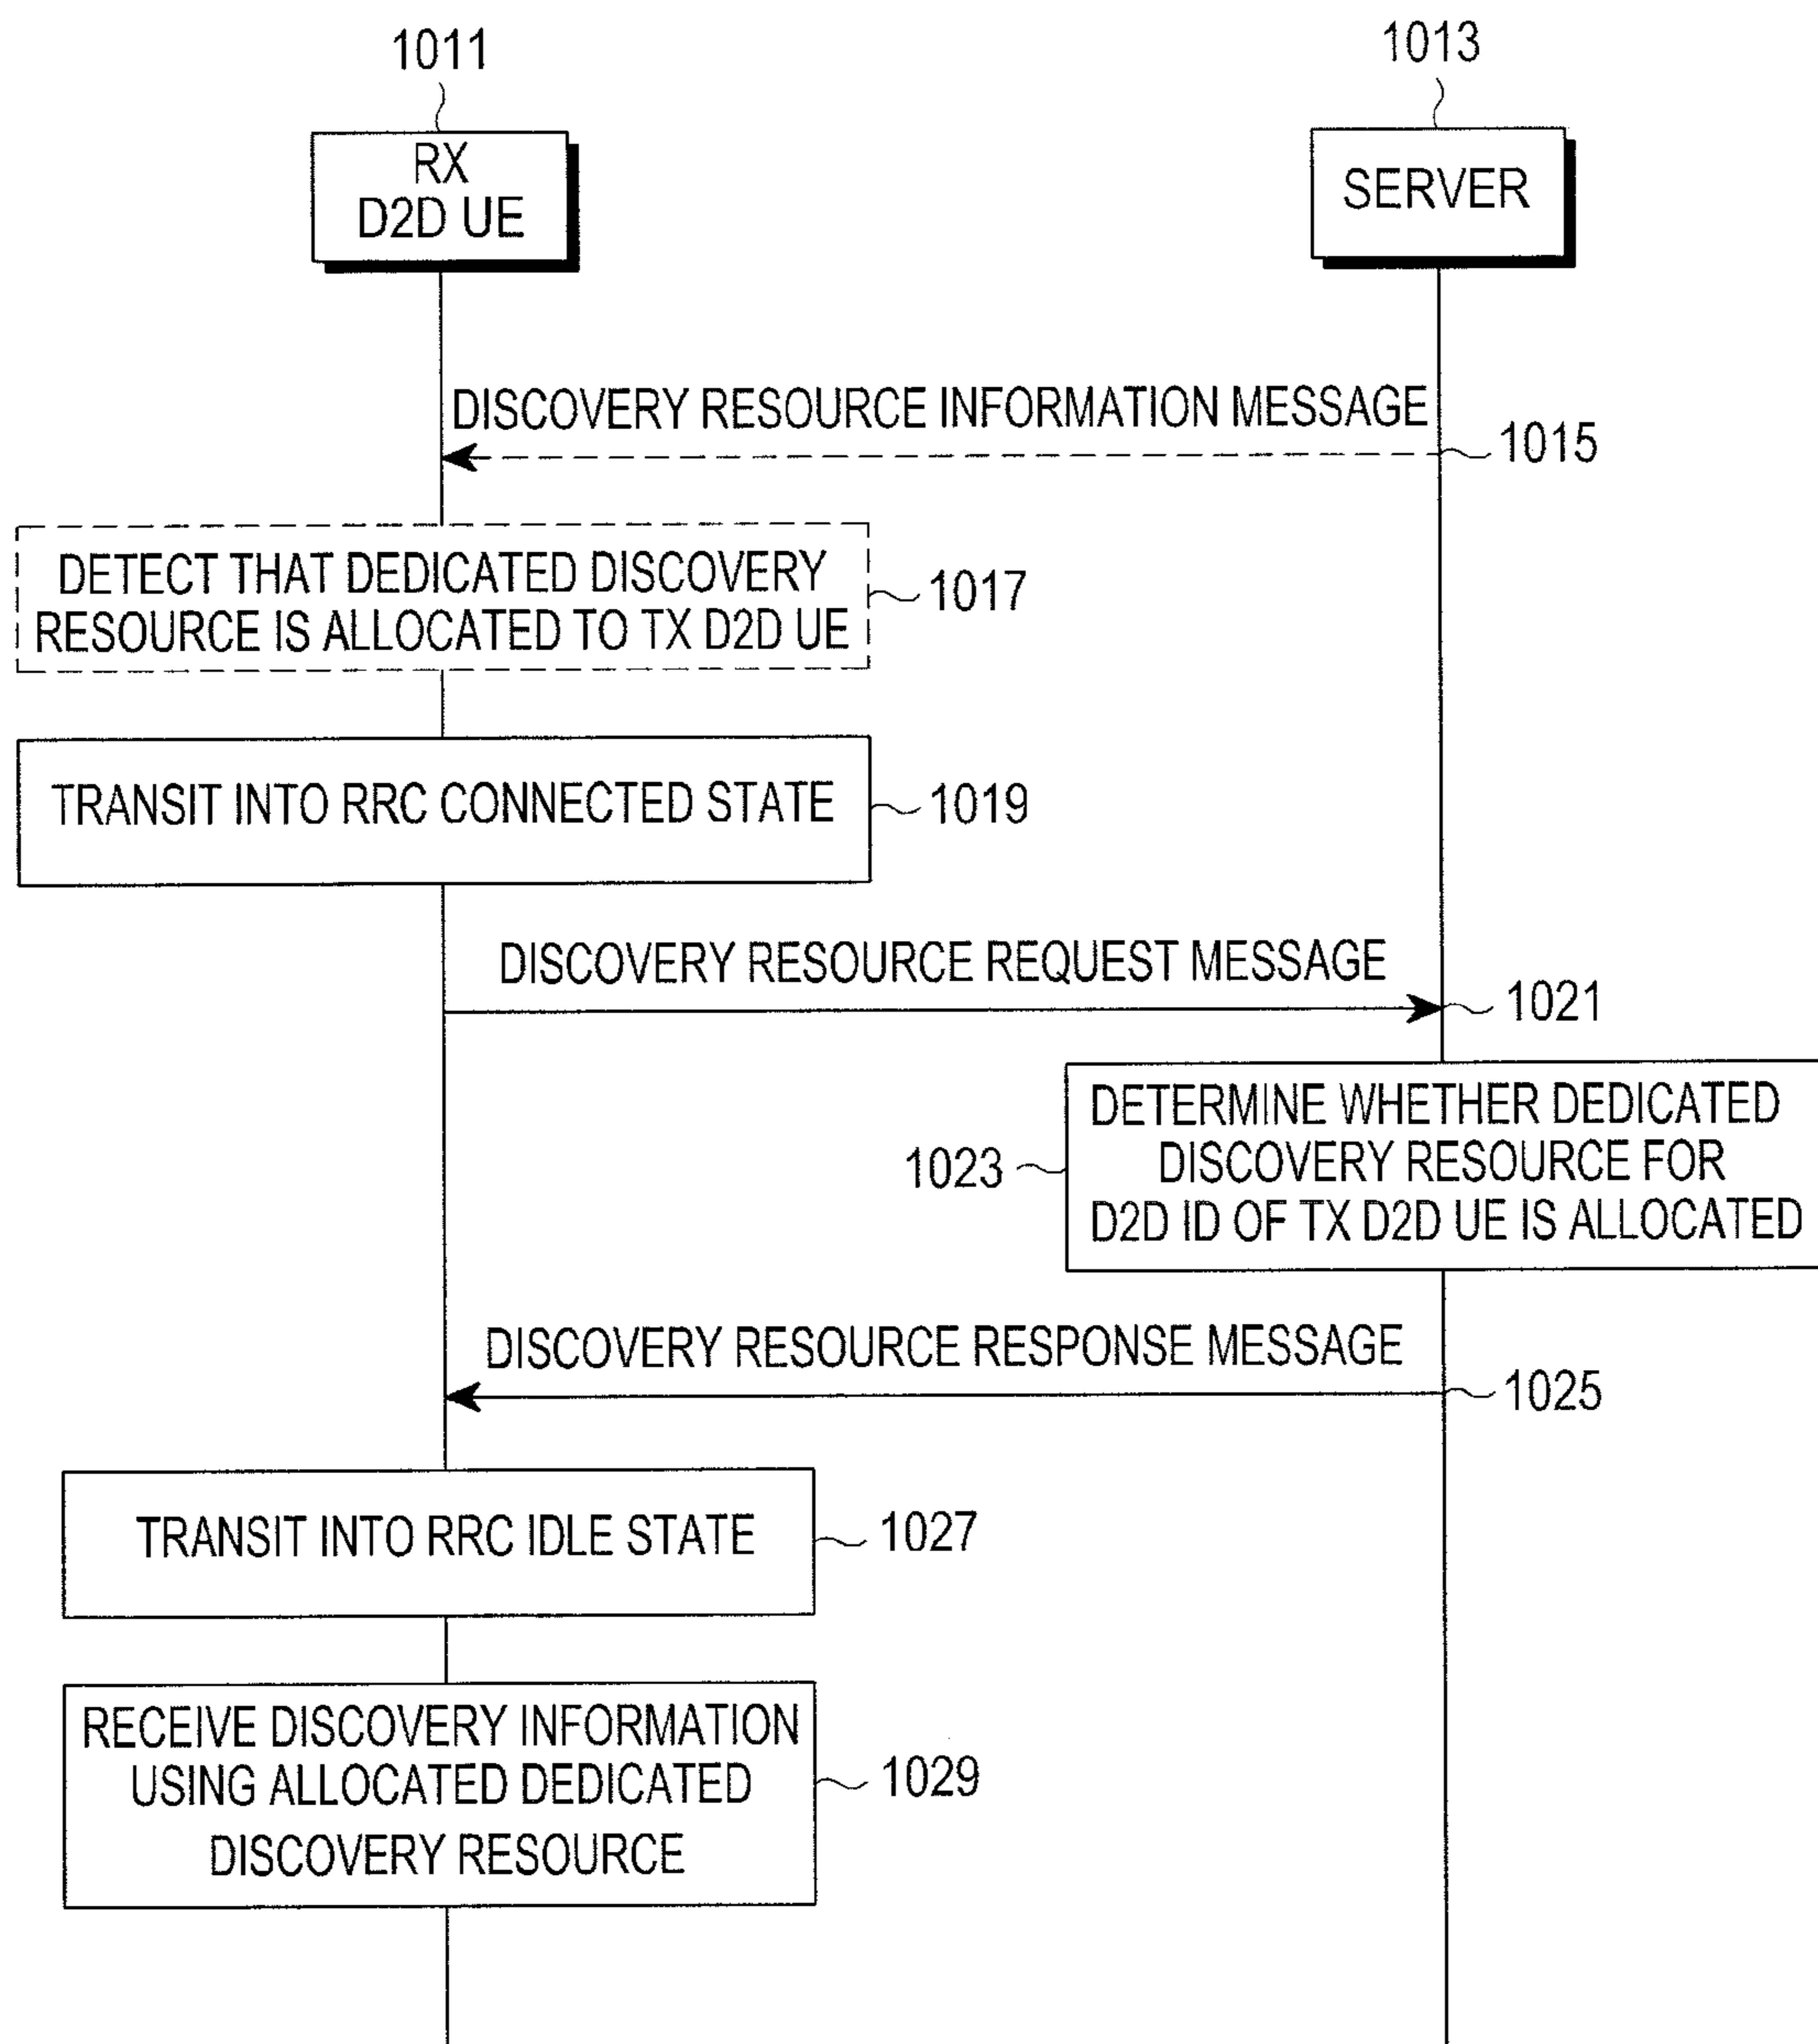 1011
1013
RX
D2D UE
SERVER
DISCOVERY RESOURCE INFORMATION MESSAGE
1015
DETECT THAT DEDICATED DISCOVERY
RESOURCE IS ALLOCATED TO TX D2D UE
1017
TRANSIT INTO RRC CONNECTED STATE
1019
DISCOVERY RESOURCE REQUEST MESSAGE
1021
DETERMINE WHETHER DEDICATED
DISCOVERY RESOURCE FOR
D2D ID OF TX D2D UE IS ALLOCATED
1023
DISCOVERY RESOURCE RESPONSE MESSAGE
1025
TRANSIT INTO RRC IDLE STATE
1027
RECEIVE DISCOVERY INFORMATION
USING ALLOCATED DEDICATED
DISCOVERY RESOURCE
1029